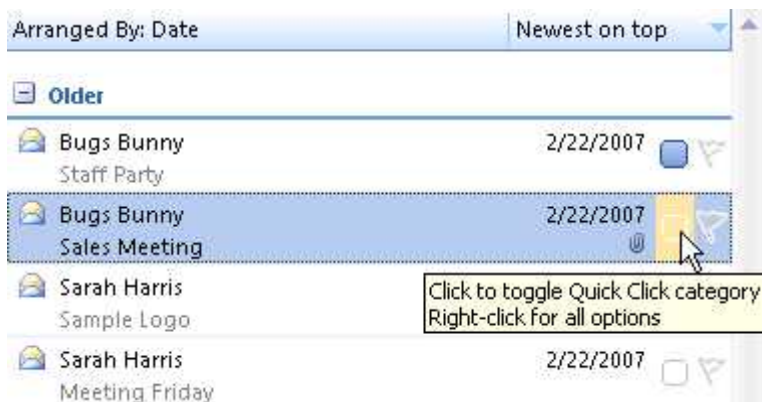 Arranged By: Date Newest on top
Older
Bugs Bunny 2/22/2007
Staff Party
Bugs Bunny 2/22/2007
Sales Meeting
Sarah Harris
Sample Logo
Click to toggle Quick Click category
Right-click for all options
Sarah Harris 2/22/2007
Meeting Friday